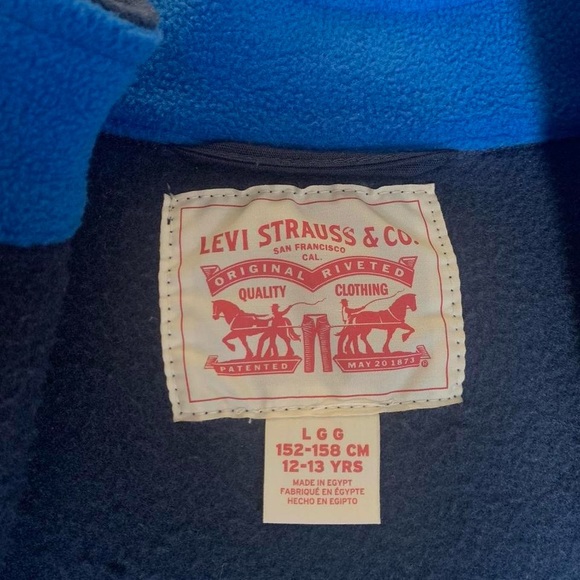 LEVI STRAUSS & CO.
SAN FRANCISCO
CAL.
ORIGINAL RIVETED
QUALITY CLOTHING
PATENTED MAY 20 1873
L G G
152-158 CM
12-13 YRS
MADE IN EGYPT
FABRIQUÉ EN ÉGYPTE
HECHO EN EGIPTO